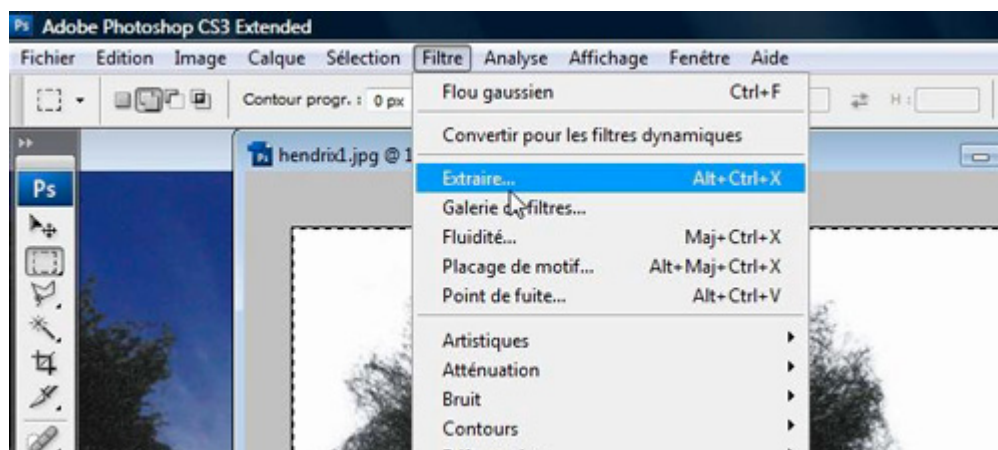 Ps Adobe Photoshop CS3 Extended
Fichier Edition Image Calque Sélection Filtre Analyse Affichage Fenêtre Aide
Contour progr. : 0 px
H :
Flou gaussien Ctrl+F
Convertir pour les filtres dynamiques
hendrix1.jpg @ 1
Ps
Extraire... Alt+Ctrl+X
Galerie de filtres...
Fluidité... Maj+Ctrl+X
Placage de motif... Alt+Maj+Ctrl+X
Point de fuite... Alt+Ctrl+V
Artistiques
Atténuation
Bruit
Contours